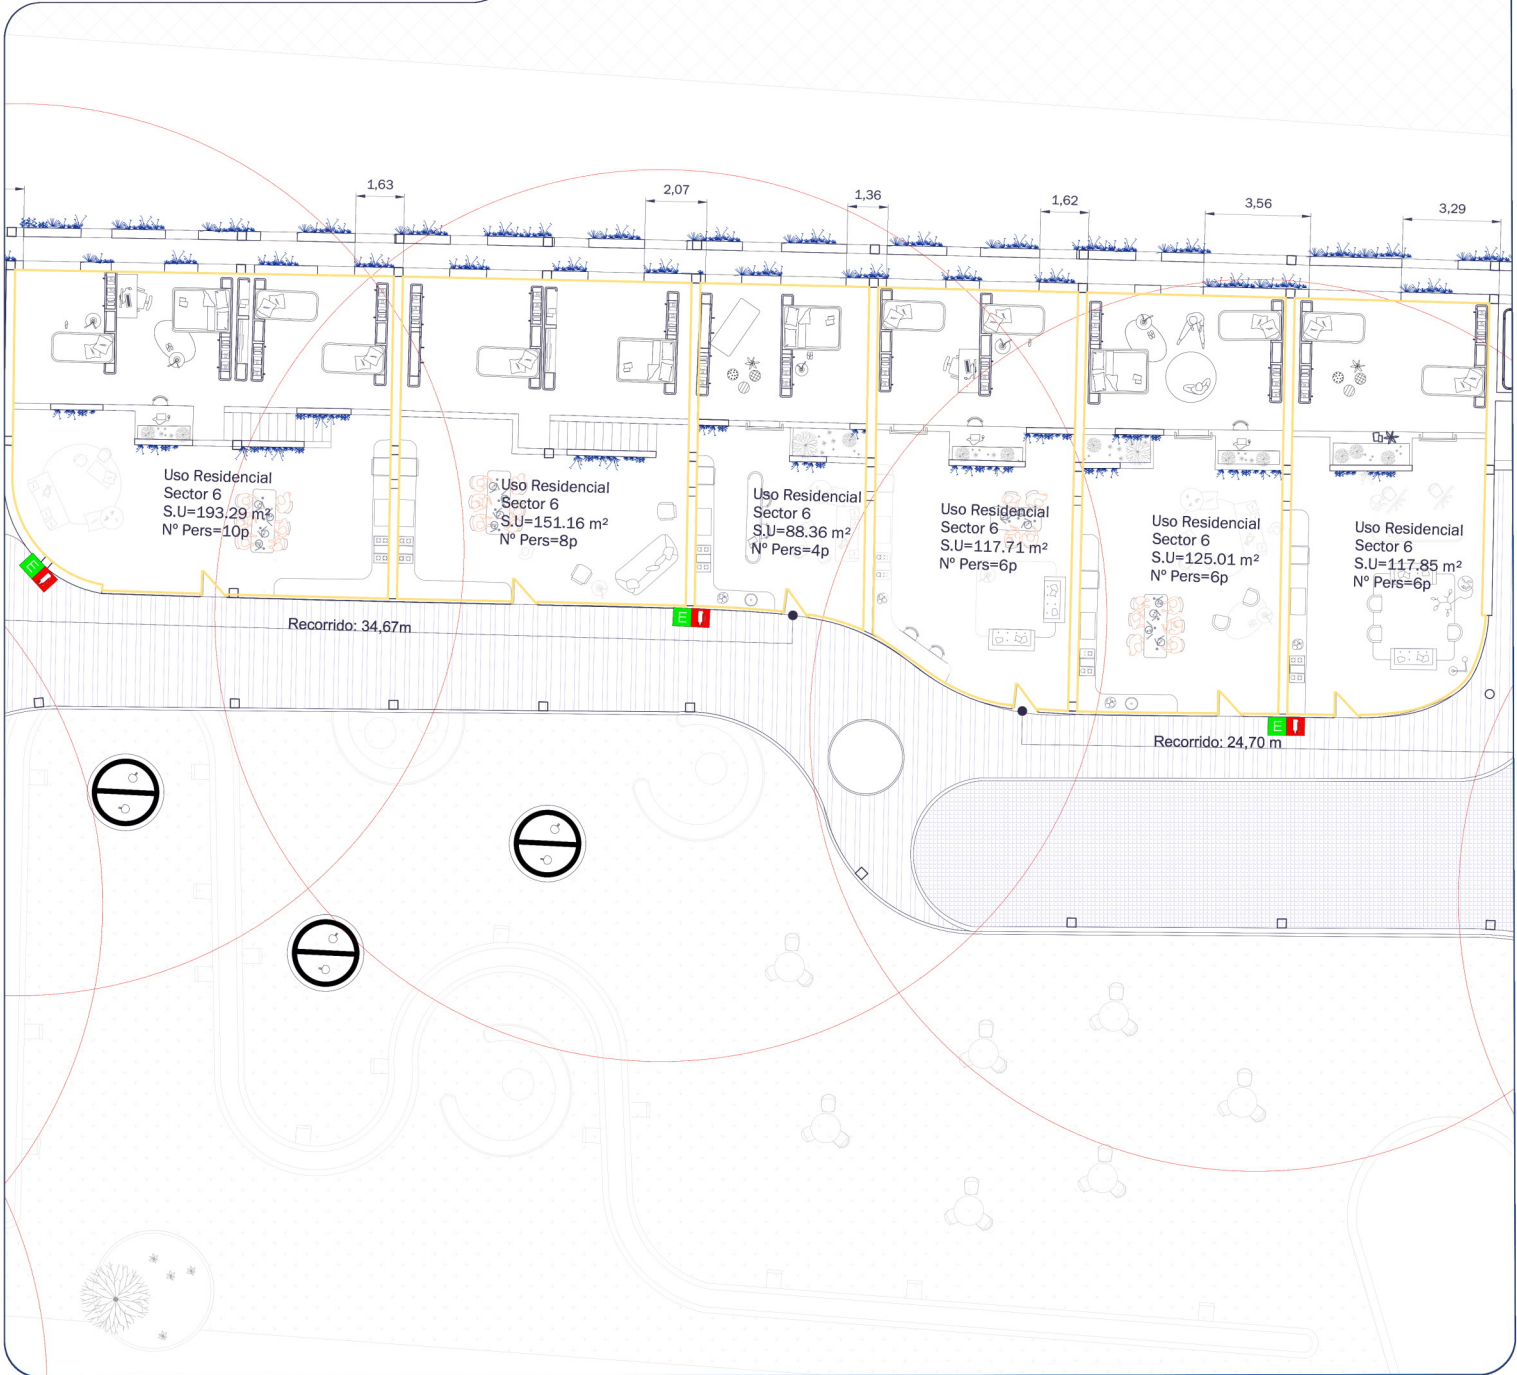 1,63
2,07
1,36
1,62
3,56
3,29
Uso Residencial
Sector 6
S.U=193.29 m²
Nº Pers=10p
Uso Residencial
Sector 6
S.U=151.16 m²
Nº Pers=8p
Uso Residencial
Sector 6
S.U=88.36 m²
Nº Pers=4p
Uso Residencial
Sector 6
S.U=117.71 m²
Nº Pers=6p
Uso Residencial
Sector 6
S.U=125.01 m²
Nº Pers=6p
Uso Residencial
Sector 6
S.U=117.85 m²
Nº Pers=6p
E
E
Recorrido: 34,67m
E
Recorrido: 24,70 m